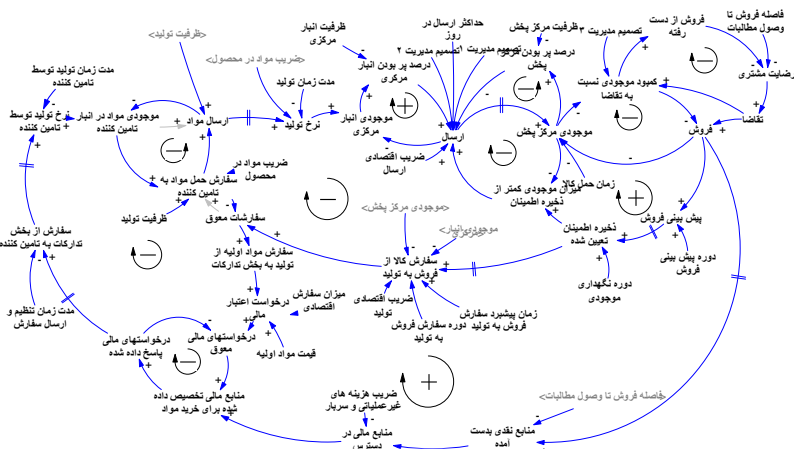 فاصله فروش تا
وصول مطالبات
فروش از دست
رفته
تصمیم مدیریت ۳
رضایت مشتری
کمبود موجودی نسبت
به تقاضا
تقاضا
فروش
ظرفیت مرکز پخش
حداکثر ارسال در
روز
تصمیم مدیریت ۱
تصمیم مدیریت ۲
درصد پر بودن مرکز
پخش
ظرفیت انبار
مرکزی
درصد پر بودن انبار
مرکزی
<ظرفیت تولید>
<ضریب مواد در محصول>
مدت زمان تولید
مدت زمان تولید توسط
تامین کننده
نرخ تولید توسط
تامین کننده
موجودی مواد در انبار
تامین کننده
ارسال مواد
نرخ تولید
موجودی انبار
مرکزی
ارسال
موجودی مرکز پخش
ضریب اقتصادی
ارسال
ضریب مواد در
محصول
سفارش حمل مواد به
تامین کننده
ظرفیت تولید
سفارشات معوق
میزان موجودی کمتر از
ذخیره اطمینان
زمان حمل کالا
ذخیره اطمینان
تعیین شده
پیش بینی فروش
دوره پیش بینی
فروش
دوره نگهداری
موجودی
<موجودی مرکز پخش>
<موجودی انبار
مرکزی>
سفارش کالا از
فروش به تولید
ضریب اقتصادی
تولید
دوره سفارش فروش
به تولید
زمان پیشبرد سفارش
فروش به تولید
سفارش مواد اولیه از
تولید به بخش تدارکات
سفارش از بخش
تدارکات به تامین کننده
مدت زمان تنظیم و
ارسال سفارش
درخواست اعتبار
مالی
میزان سفارش
اقتصادی
قیمت مواد اولیه
درخواستهای مالی
معوق
درخواستهای مالی
پاسخ داده شده
منابع مالی تخصیص داده
شده برای خرید مواد
ضریب هزینه های
غیرعملیاتی و سربار
منابع مالی در
دسترس
منابع نقدی بدست
آمده
<فاصله فروش تا وصول مطالبات>